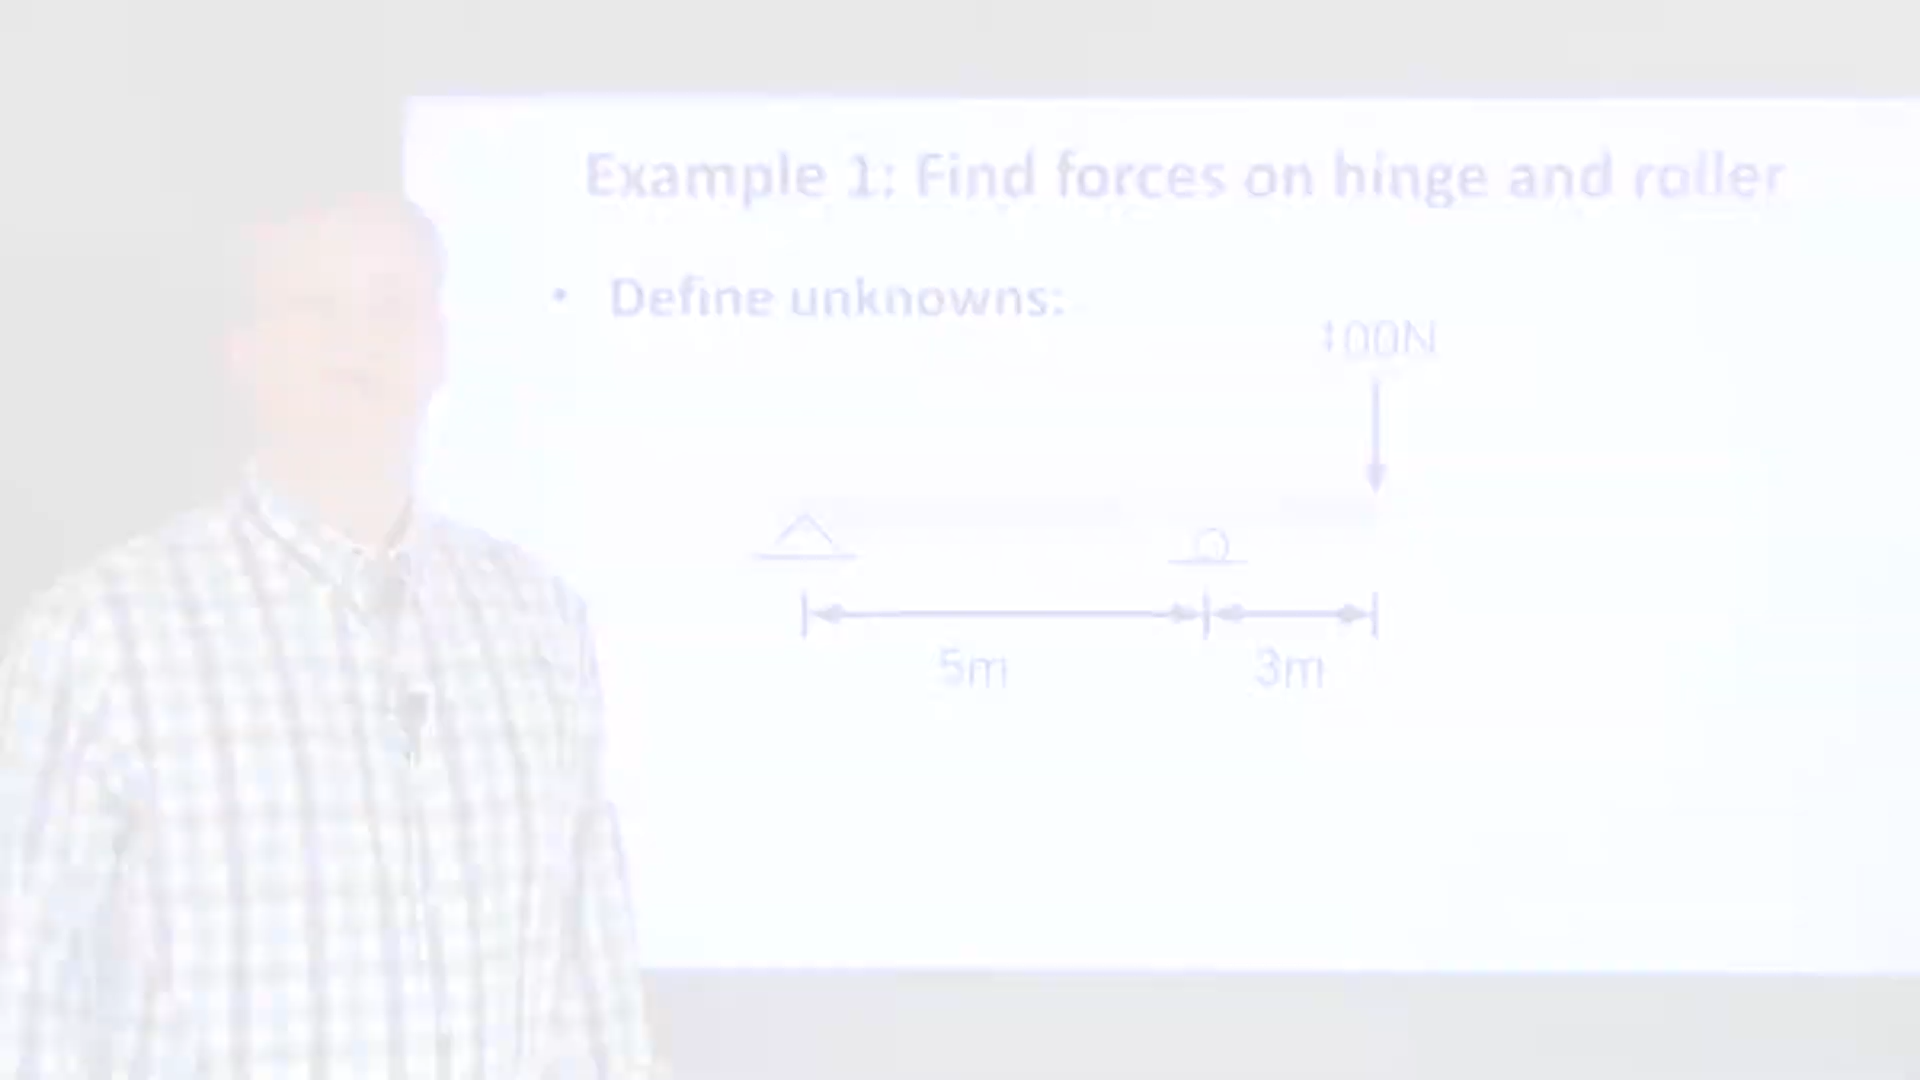 Example 1: Find forces on hinge and roller
• Define unknowns:
100N
5m
3m